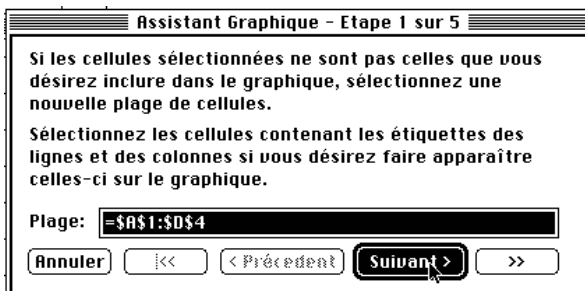 Assistant Graphique - Etape 1 sur 5
Si les cellules sélectionnées ne sont pas celles que vous
désirez inclure dans le graphique, sélectionnez une
nouvelle plage de cellules.
Sélectionnez les cellules contenant les étiquettes des
lignes et des colonnes si vous désirez faire apparaître
celles-ci sur le graphique.
Plage: =$A$1:$D$4
Annuler |<< < Précedent Suivant > >>